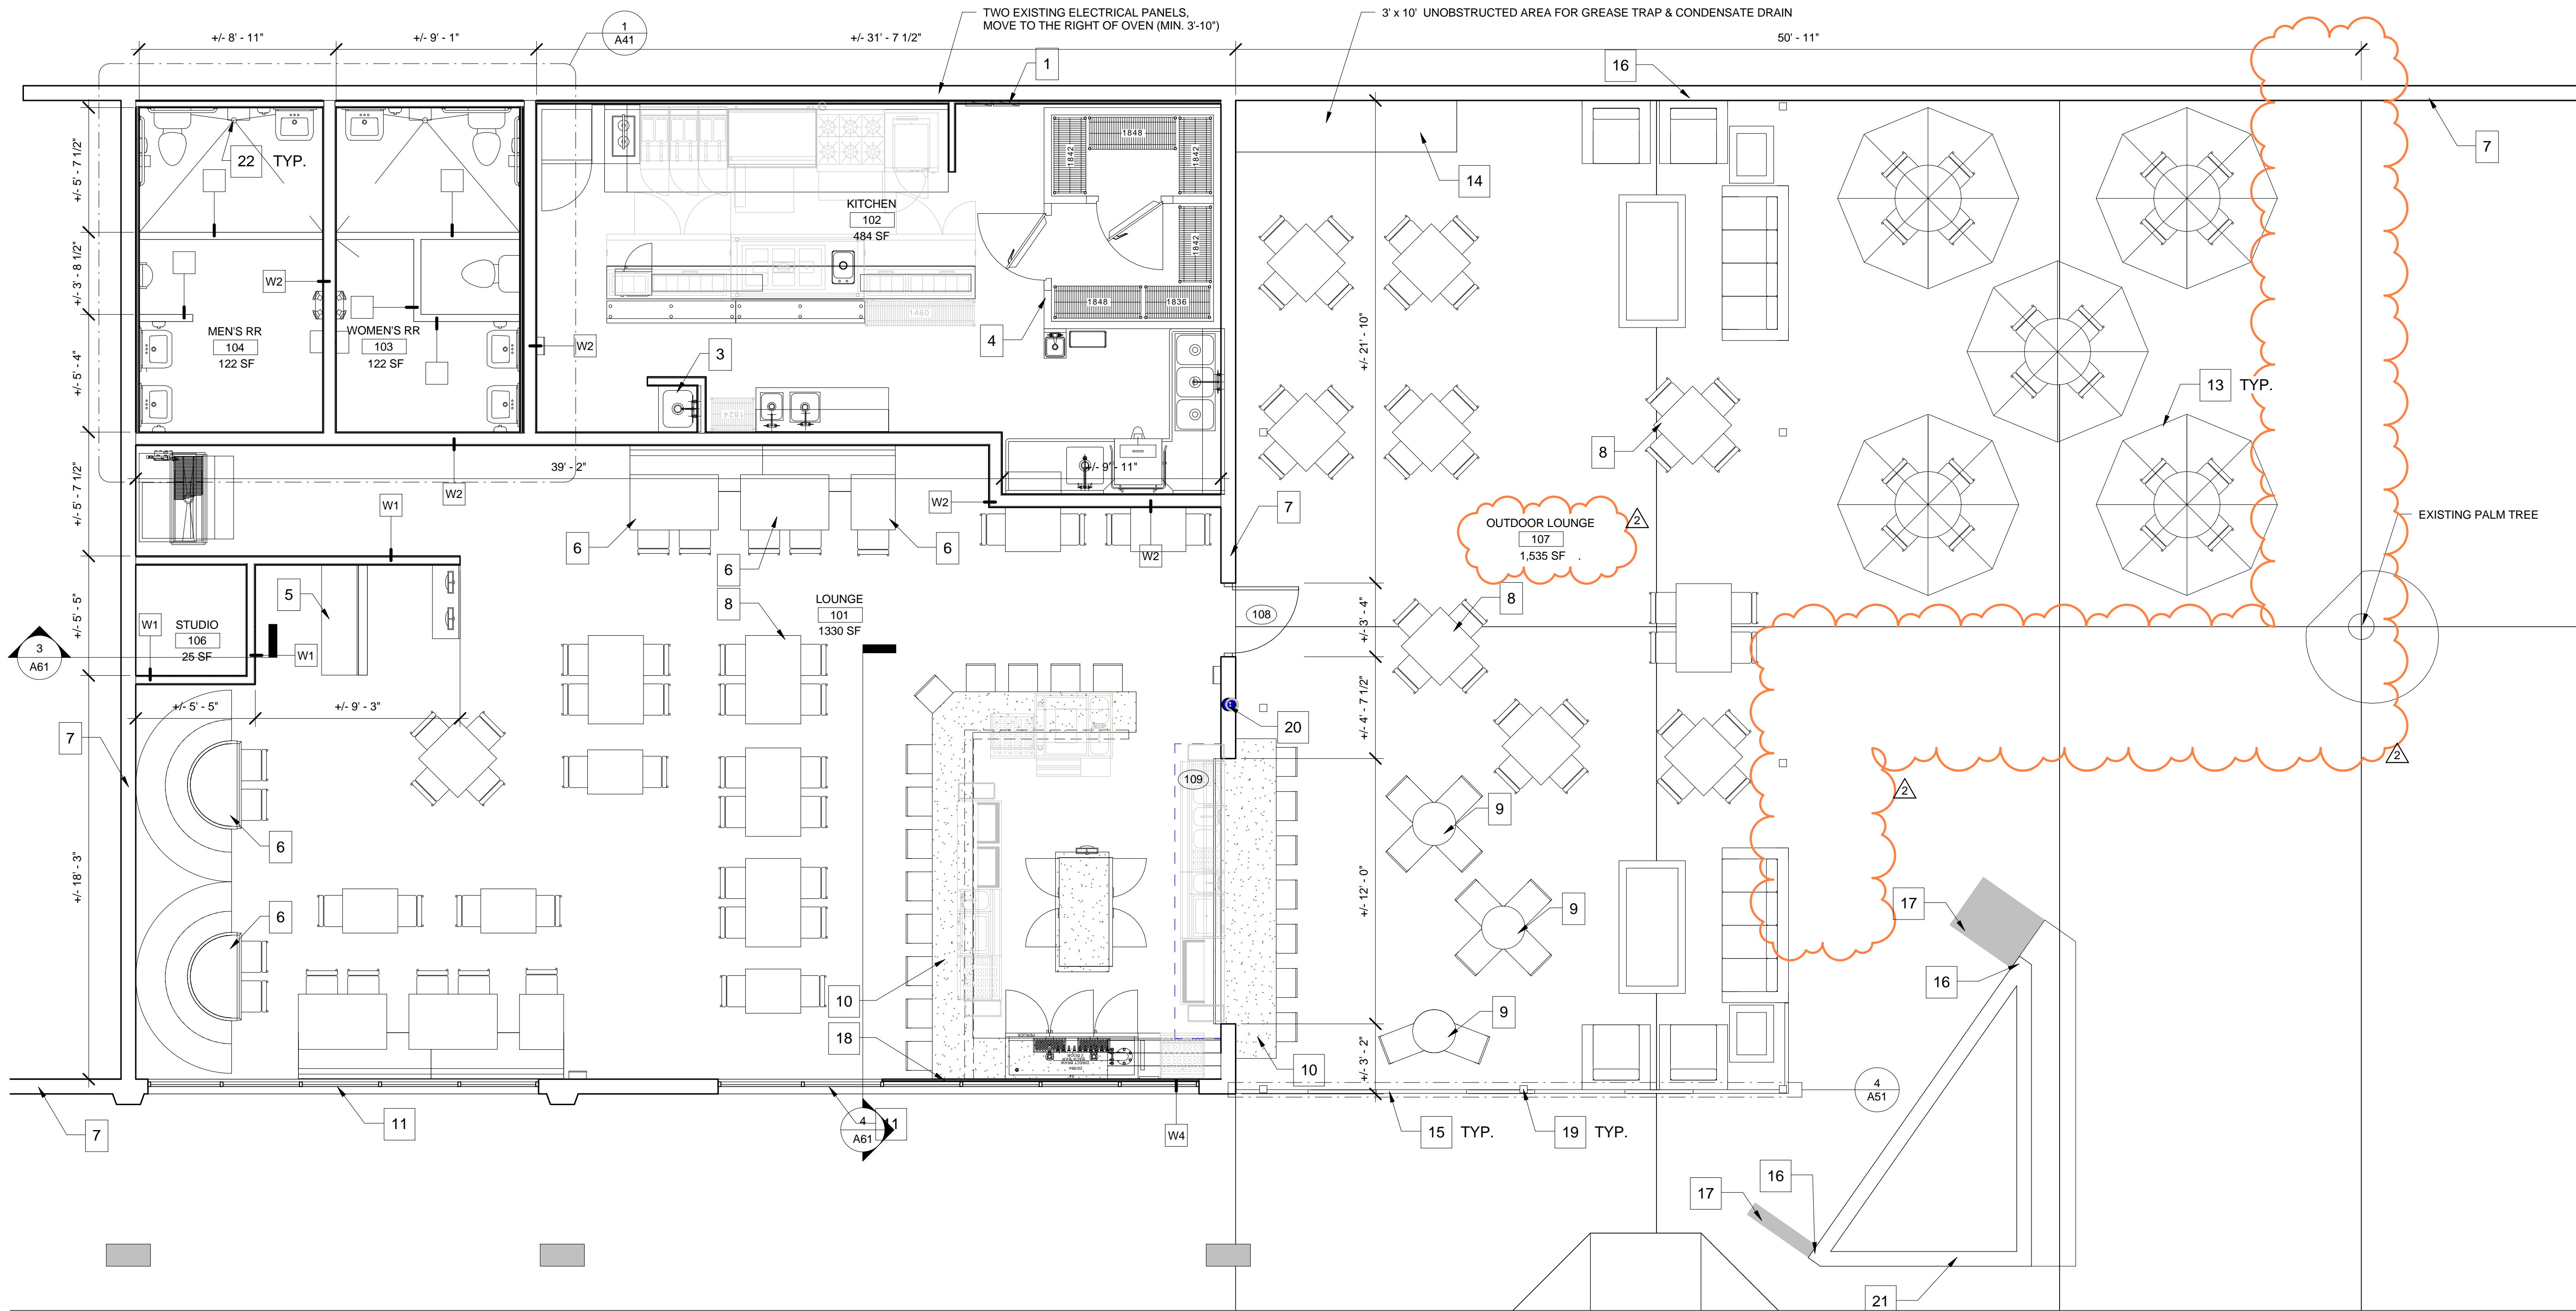 TWO EXISTING ELECTRICAL PANELS,
MOVE TO THE RIGHT OF OVEN (MIN. 3'-10")
3' x 10' UNOBSTRUCTED AREA FOR GREASE TRAP & CONDENSATE DRAIN
1
A41
+/- 8' - 11"
+/- 9' - 1"
+/- 31' - 7 1/2"
50' - 11"
1
16
7
22 TYP.
14
1848
1842
1842
1842
1848
1836
1460
1824
KITCHEN
102
484 SF
+/- 5' - 7 1/2"
+/- 3' - 8 1/2"
+/- 5' - 4"
+/- 5' - 7 1/2"
+/- 5' - 5"
+/- 18' - 3"
W2
MEN'S RR
104
122 SF
WOMEN'S RR
103
122 SF
W2
3
4
+/- 21' - 10"
13 TYP.
8
39' - 2"
+/- 9' - 11"
W2
W1
W2
W2
7
6
6
6
OUTDOOR LOUNGE
107
1,535 SF .
2
EXISTING PALM TREE
5
8
LOUNGE
101
1330 SF
8
108
+/- 3' - 4"
W1
STUDIO
106
25 SF
W1
3
A61
+/- 5' - 5"
+/- 9' - 3"
7
20
+/- 4' - 7 1/2"
109
2
2
6
9
6
9
+/- 12' - 0"
17
16
10
9
18
10
+/- 3' - 2"
4
A51
7
11
4
A61
11
W4
15 TYP.
19 TYP.
16
17
21